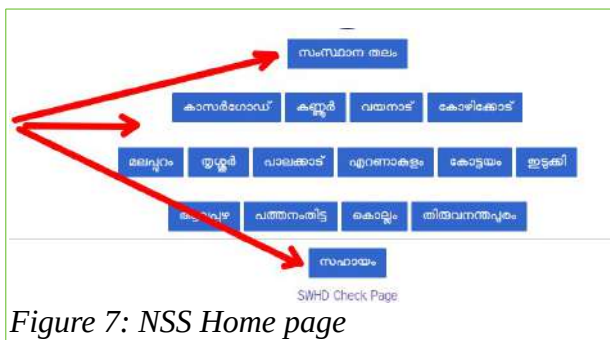 സംസ്ഥാന തലം
കാസർഗോഡ് കണ്ണൂർ വയനാട് കോഴിക്കോട്
മലപ്പുറം തൃശ്ശൂർ പാലക്കാട് എറണാകുളം കോട്ടയം ഇടുക്കി
ആലപ്പുഴ പത്തനംതിട്ട കൊല്ലം തിരുവനന്തപുരം
സഹായം
SWHD Check Page
Figure 7: NSS Home page